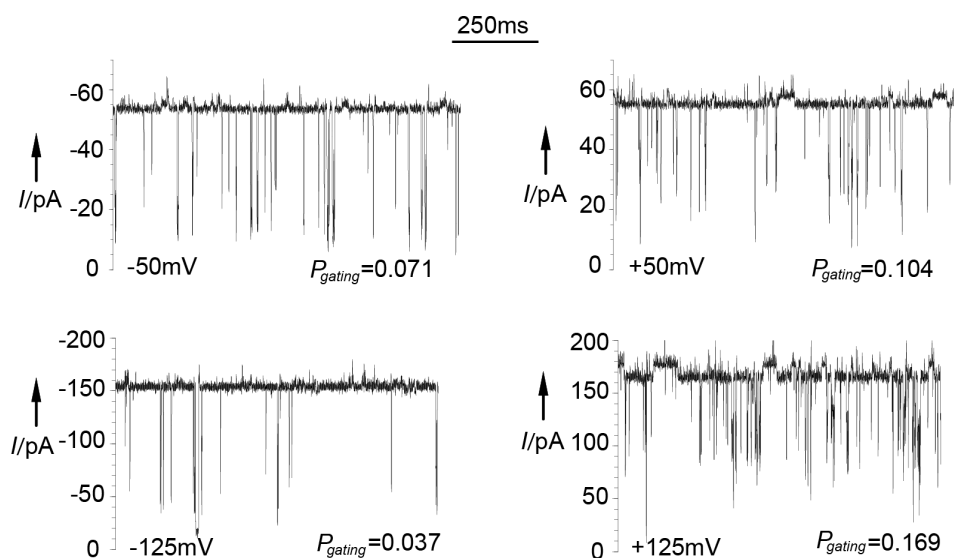 250ms
-60
-40
-20
0
I/pA
-50mV
Pgating=0.071
60
40
20
0
I/pA
+50mV
Pgating=0.104
-200
-150
-100
-50
0
I/pA
-125mV
Pgating=0.037
200
150
100
50
0
I/pA
+125mV
Pgating=0.169